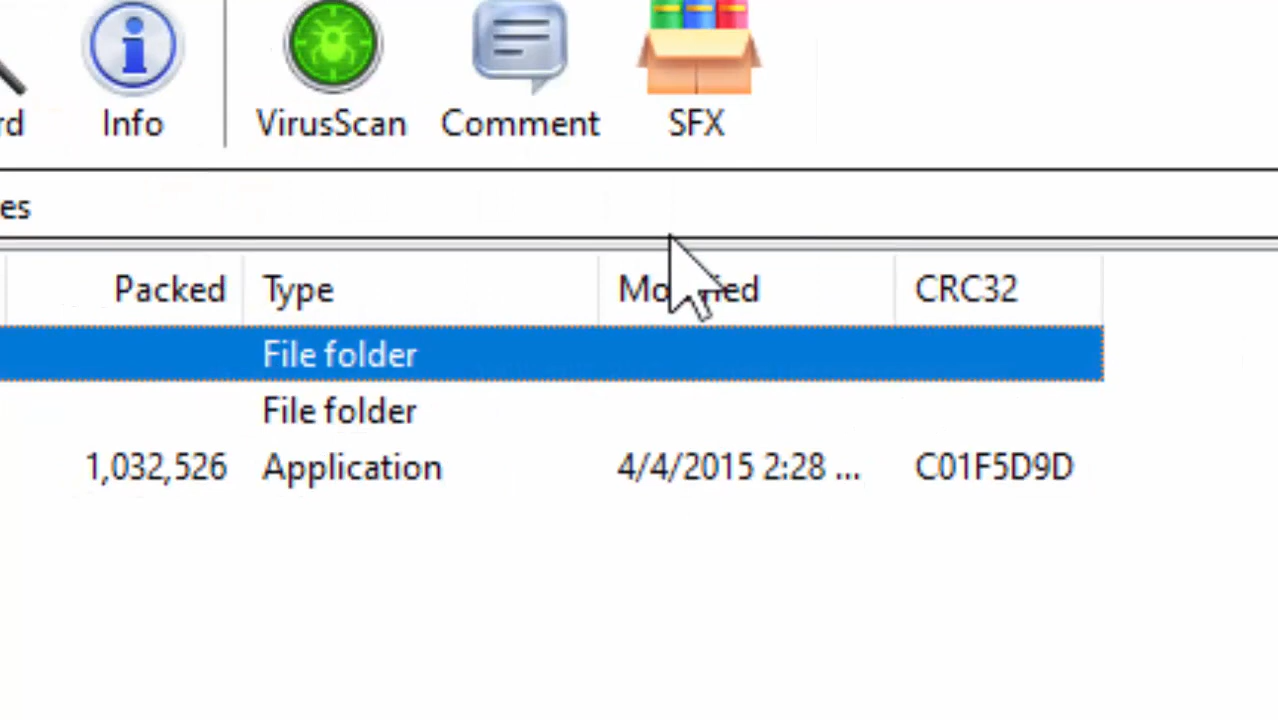 rd Info VirusScan Comment SFX
es
Packed Type CRC32
File folder
File folder
1,032,526 Application 4/4/2015 2:28 ... C01F5D9D